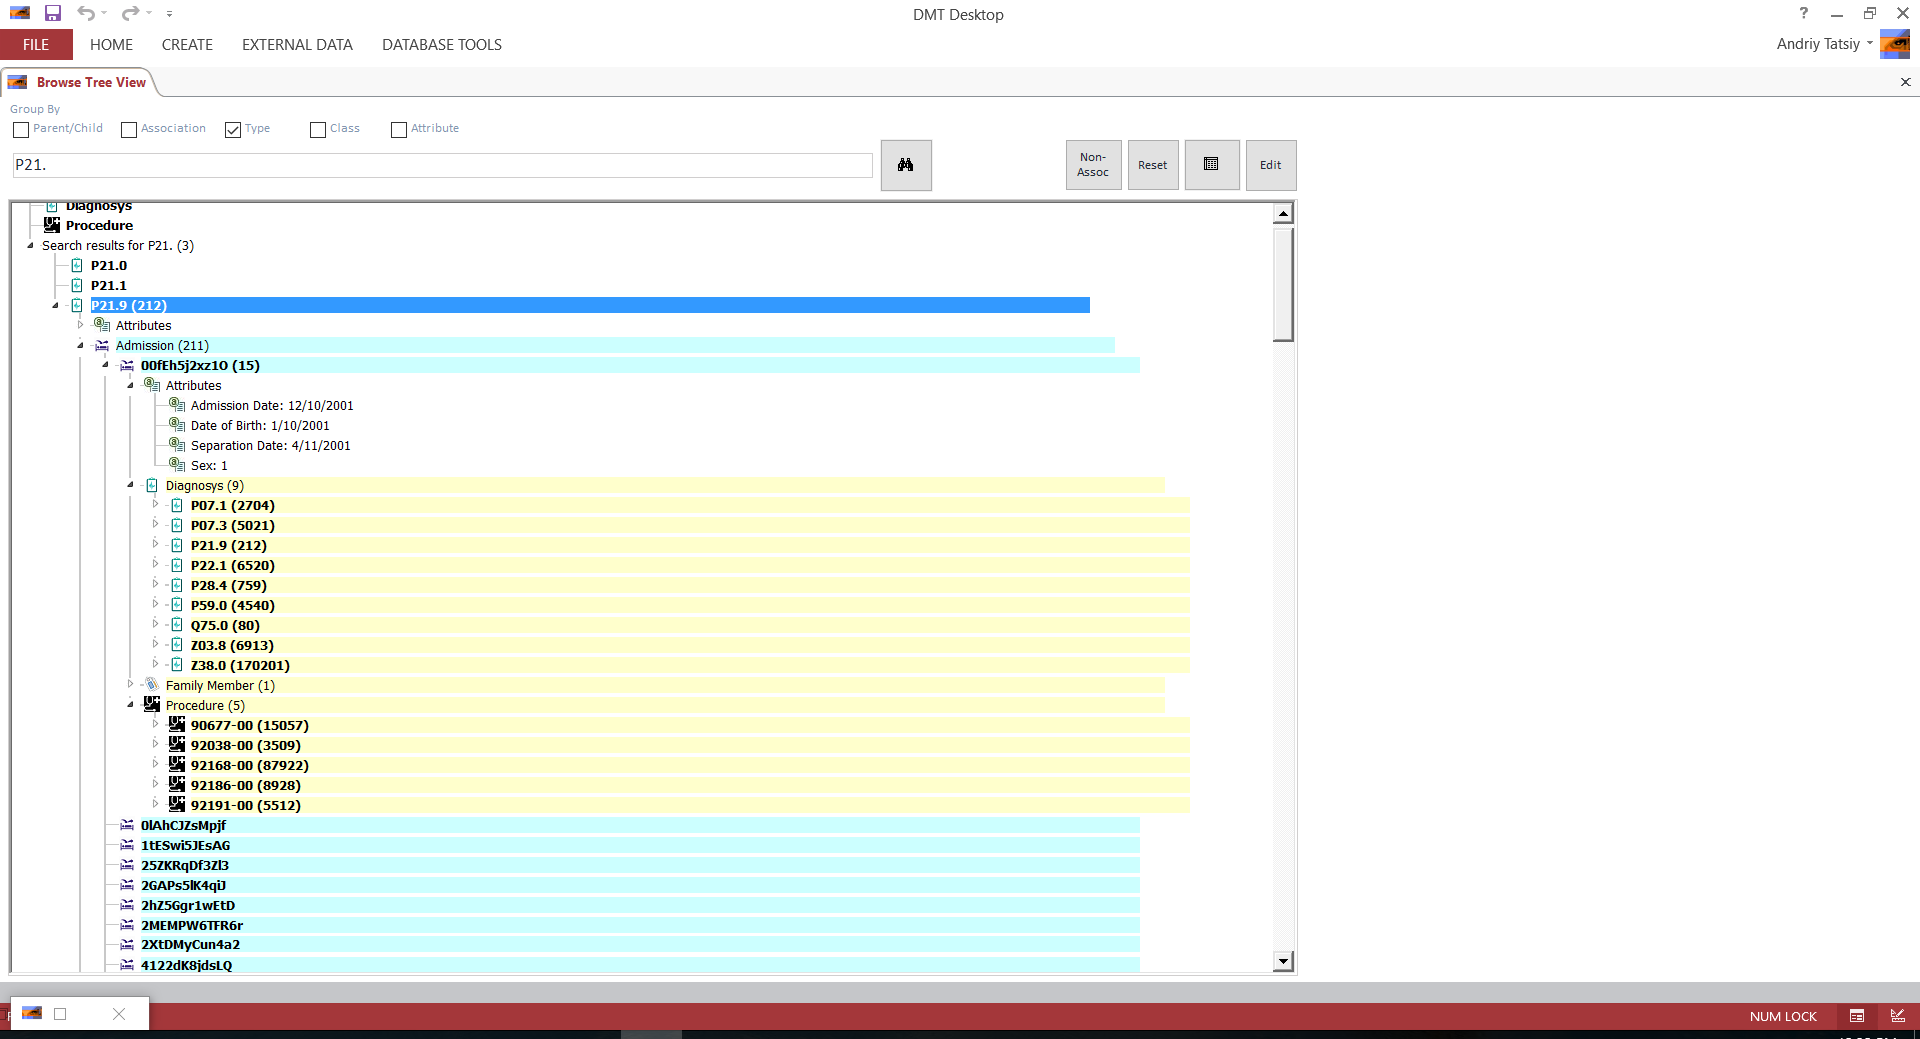 DMT Desktop
?
FILE HOME CREATE EXTERNAL DATA DATABASE TOOLS
Andriy Tatsiy
Browse Tree View
Group By
Parent/Child Association Type Class Attribute
P21.
Non-Assoc Reset Edit
Diagnosys
Procedure
Search results for P21. (3)
P21.0
P21.1
P21.9 (212)
Attributes
Admission (211)
00fEh5j2xz1O (15)
Attributes
Admission Date: 12/10/2001
Date of Birth: 1/10/2001
Separation Date: 4/11/2001
Sex: 1
Diagnosys (9)
P07.1 (2704)
P07.3 (5021)
P21.9 (212)
P22.1 (6520)
P28.4 (759)
P59.0 (4540)
Q75.0 (80)
Z03.8 (6913)
Z38.0 (170201)
Family Member (1)
Procedure (5)
90677-00 (15057)
92038-00 (3509)
92168-00 (87922)
92186-00 (8928)
92191-00 (5512)
0lAhCJZsMpjf
1tESwi5JEsAG
25ZKRqDf3Zl3
2GAPs5lK4qiJ
2hZ5Ggr1wEtD
2MEMPW6TFR6r
2XtDMyCun4a2
4122dK8jdsLQ
NUM LOCK